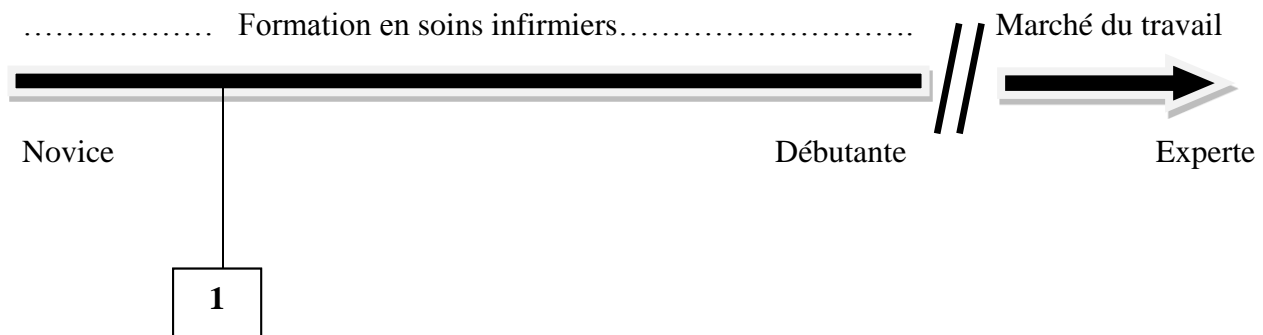 ……………… Formation en soins infirmiers………………………. Marché du travail
Novice Débutante Experte
1